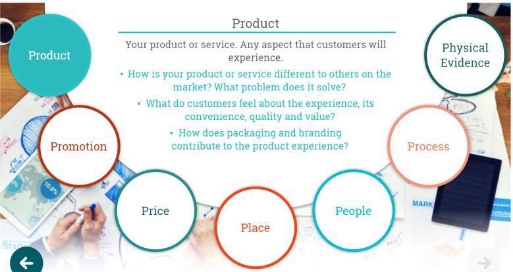 Product
Your product or service. Any aspect that customers will
experience.
• How is your product or service different to others on the
market? What problem does it solve?
• What do customers feel about the experience, its
convenience, quality and value?
• How does packaging and branding
contribute to the product experience?
Product
Promotion
Price
Place
People
Process
Physical
Evidence
MARK